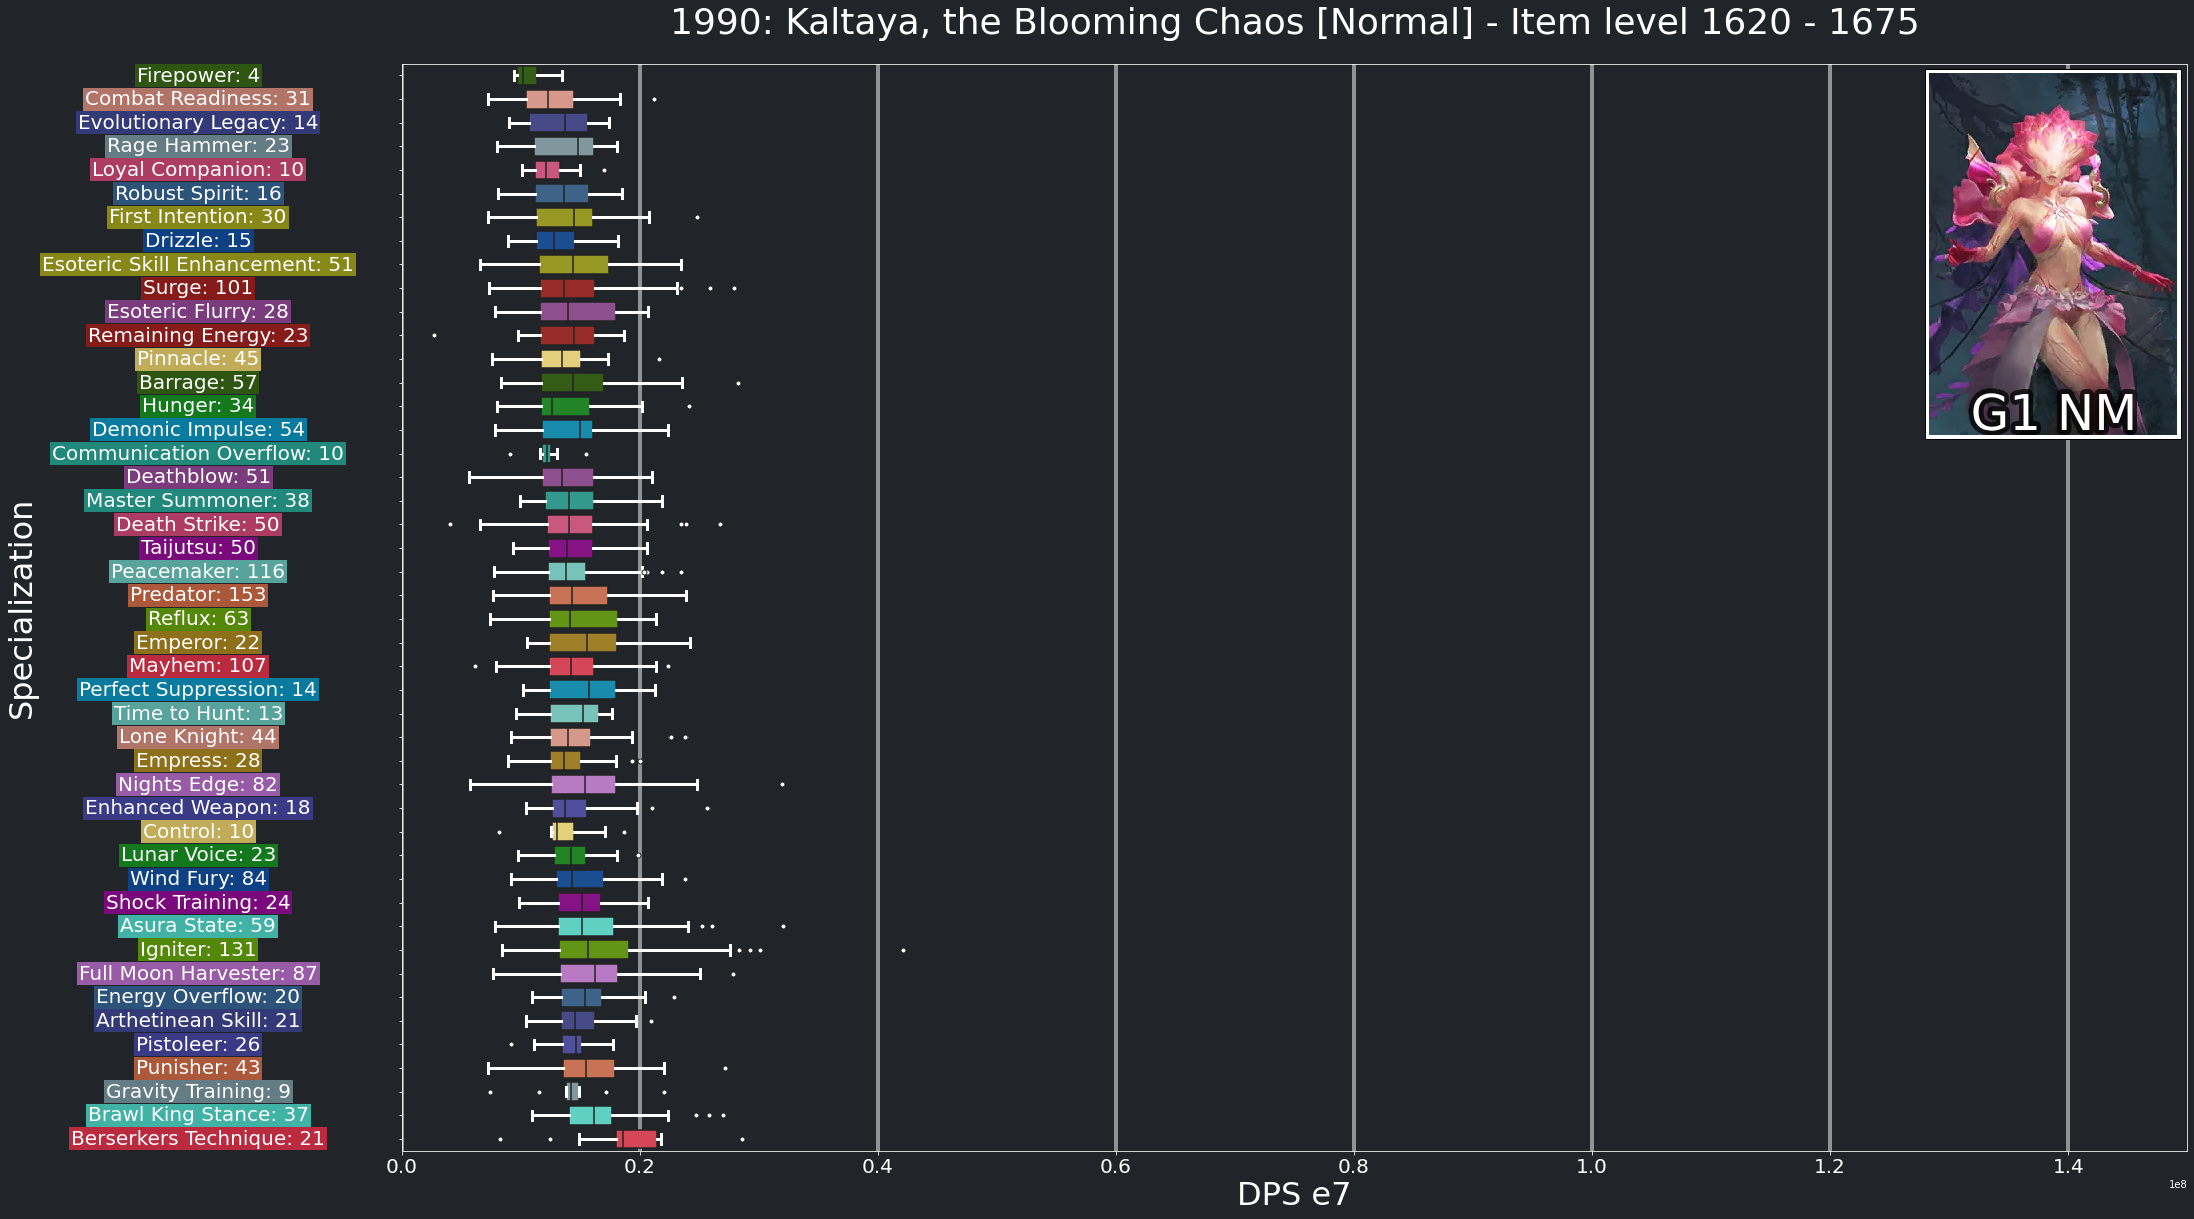 1990: Kaltaya, the Blooming Chaos [Normal] - Item level 1620 - 1675
Firepower: 4
Combat Readiness: 31
Evolutionary Legacy: 14
Rage Hammer: 23
Loyal Companion: 10
Robust Spirit: 16
First Intention: 30
Drizzle: 15
Esoteric Skill Enhancement: 51
Surge: 101
Esoteric Flurry: 28
Remaining Energy: 23
Pinnacle: 45
Barrage: 57
Hunger: 34
Demonic Impulse: 54
Communication Overflow: 10
Deathblow: 51
Master Summoner: 38
Death Strike: 50
Taijutsu: 50
Peacemaker: 116
Predator: 153
Reflux: 63
Emperor: 22
Mayhem: 107
Perfect Suppression: 14
Time to Hunt: 13
Lone Knight: 44
Empress: 28
Nights Edge: 82
Enhanced Weapon: 18
Control: 10
Lunar Voice: 23
Wind Fury: 84
Shock Training: 24
Asura State: 59
Igniter: 131
Full Moon Harvester: 87
Energy Overflow: 20
Arthetinean Skill: 21
Pistoleer: 26
Punisher: 43
Gravity Training: 9
Brawl King Stance: 37
Berserkers Technique: 21
Specialization
G1 NM
0.0 0.2 0.4 0.6 0.8 1.0 1.2 1.4
DPS e7
1e8